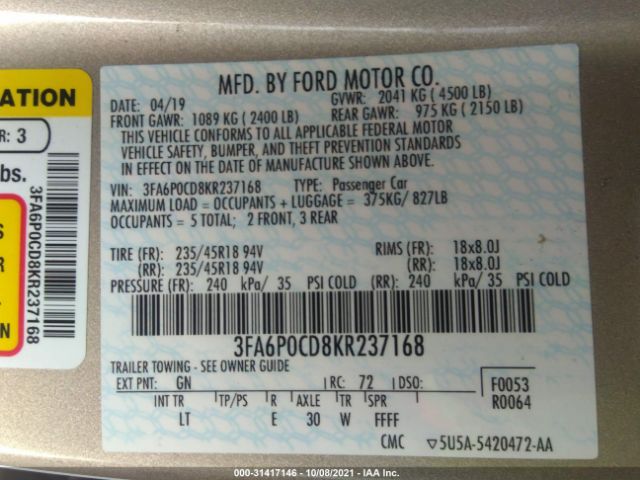 MFD. BY FORD MOTOR CO.
DATE: 04/19 GVWR: 2041 KG ( 4500 LB)
FRONT GAWR: 1089 KG ( 2400 LB) REAR GAWR: 975 KG ( 2150 LB)
THIS VEHICLE CONFORMS TO ALL APPLICABLE FEDERAL MOTOR
VEHICLE SAFETY, BUMPER, AND THEFT PREVENTION STANDARDS
IN EFFECT ON THE DATE OF MANUFACTURE SHOWN ABOVE.
VIN: 3FA6P0CD8KR237168 TYPE: Passenger Car
MAXIMUM LOAD = OCCUPANTS + LUGGAGE = 375KG/ 827LB
OCCUPANTS = 5 TOTAL; 2 FRONT, 3 REAR
TIRE (FR): 235/45R18 94V RIMS (FR): 18x8.0J
(RR): 235/45R18 94V (RR): 18x8.0J
PRESSURE (FR): 240 kPa/ 35 PSI COLD (RR): 240 kPa/ 35 PSI COLD
3FA6P0CD8KR237168
TRAILER TOWING - SEE OWNER GUIDE
EXT PNT: GN RC: 72 DSO: F0053
INT TR TP/PS R AXLE TR SPR R0064
LT E 30 W FFFF
CMC ▽5U5A-5420472-AA
ATION
R: 3
bs.
S
R
R
N
3FA6P0CD8KR237168
000-31417146 - 10/08/2021 - IAA Inc.